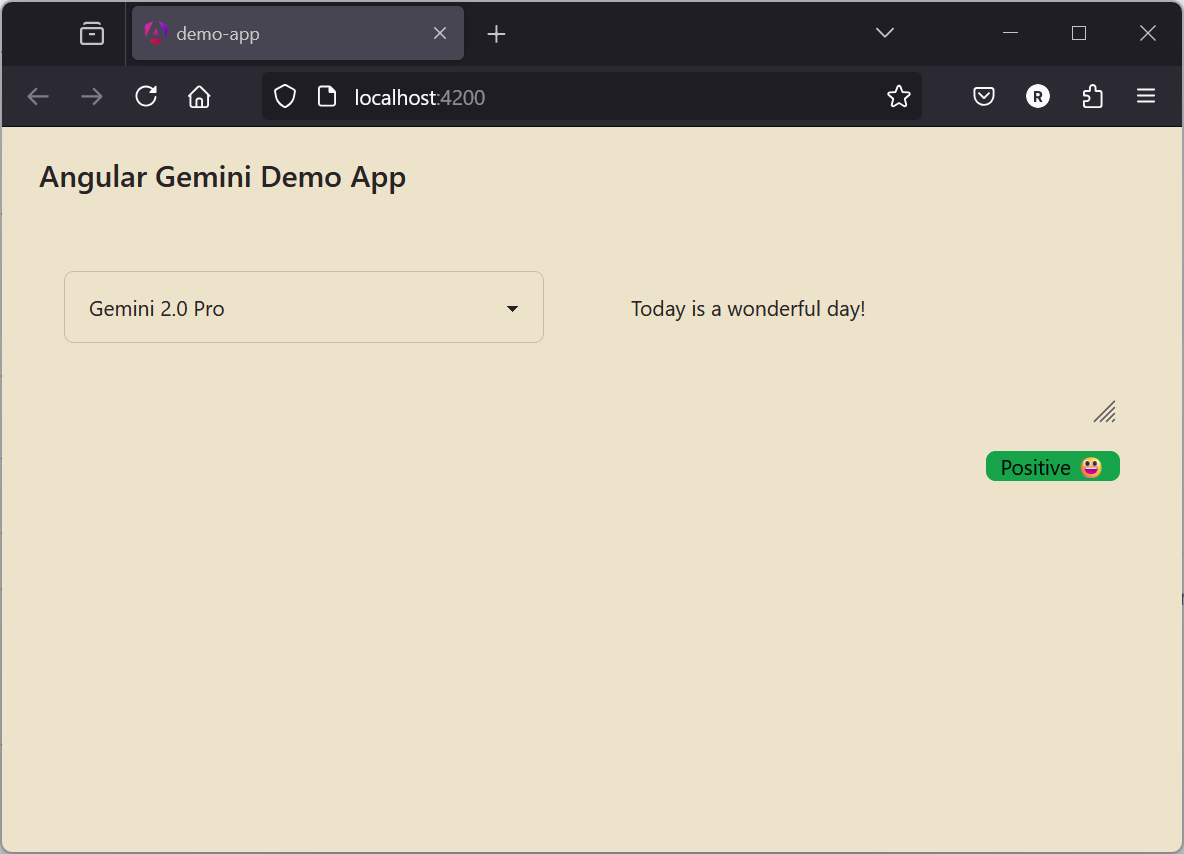 demo-app
localhost:4200
R
Angular Gemini Demo App
Gemini 2.0 Pro
Today is a wonderful day!
Positive 😀